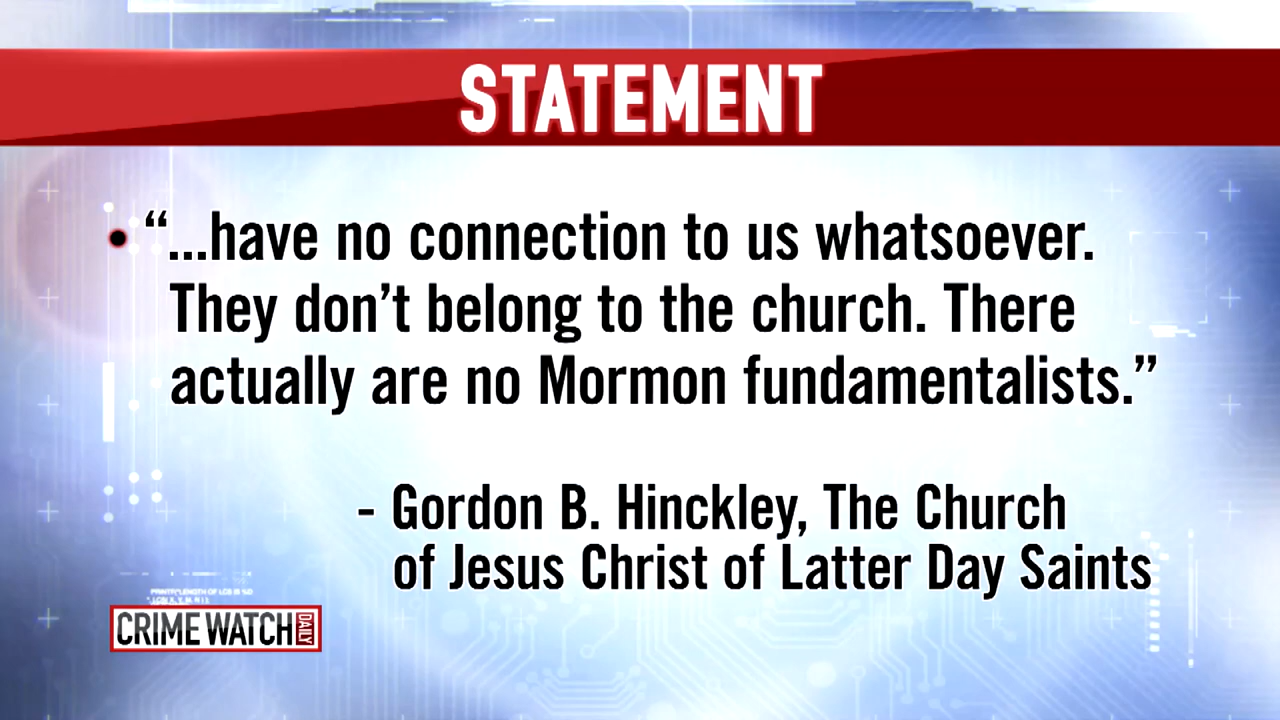 STATEMENT
• “...have no connection to us whatsoever.
They don’t belong to the church. There
actually are no Mormon fundamentalists.”
- Gordon B. Hinckley, The Church
of Jesus Christ of Latter Day Saints
CRIME WATCH DAILY